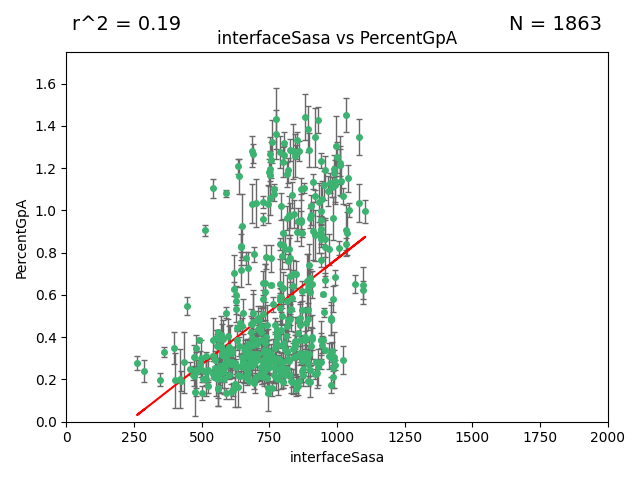 r^2 = 0.19 N = 1863
interfaceSasa vs PercentGpA
1.6
1.4
1.2
1.0
0.8
0.6
0.4
0.2
0.0
PercentGpA
0 250 500 750 1000 1250 1500 1750 2000
interfaceSasa